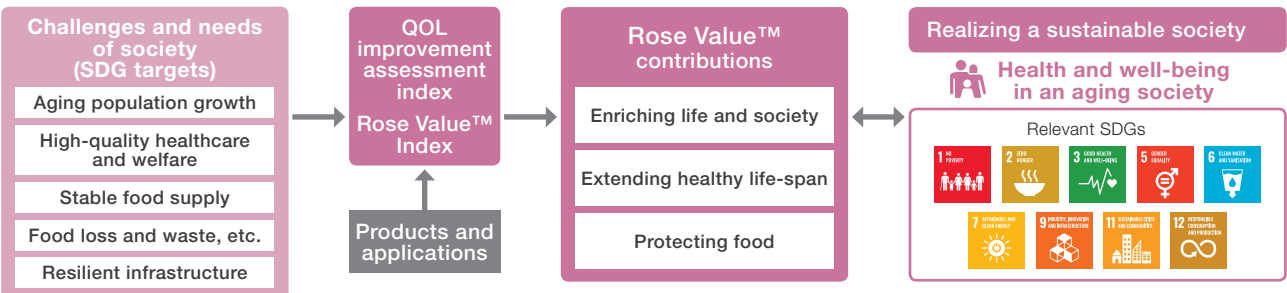 Challenges and needs
of society
(SDG targets)
Aging population growth
High-quality healthcare
and welfare
Stable food supply
Food loss and waste, etc.
Resilient infrastructure
QOL
improvement
assessment
index
Rose Value™
Index
Products and
applications
Rose Value™
contributions
Enriching life and society
Extending healthy life-span
Protecting food
Realizing a sustainable society
Health and well-being
in an aging society
Relevant SDGs
1 NO
POVERTY
2 ZERO
HUNGER
3 GOOD HEALTH
AND WELL-BEING
5 GENDER
EQUALITY
6 CLEAN WATER
AND SANITATION
7 AFFORDABLE AND
CLEAN ENERGY
9 INDUSTRY, INNOVATION
AND INFRASTRUCTURE
11 SUSTAINABLE CITIES
AND COMMUNITIES
12 RESPONSIBLE
CONSUMPTION
AND PRODUCTION